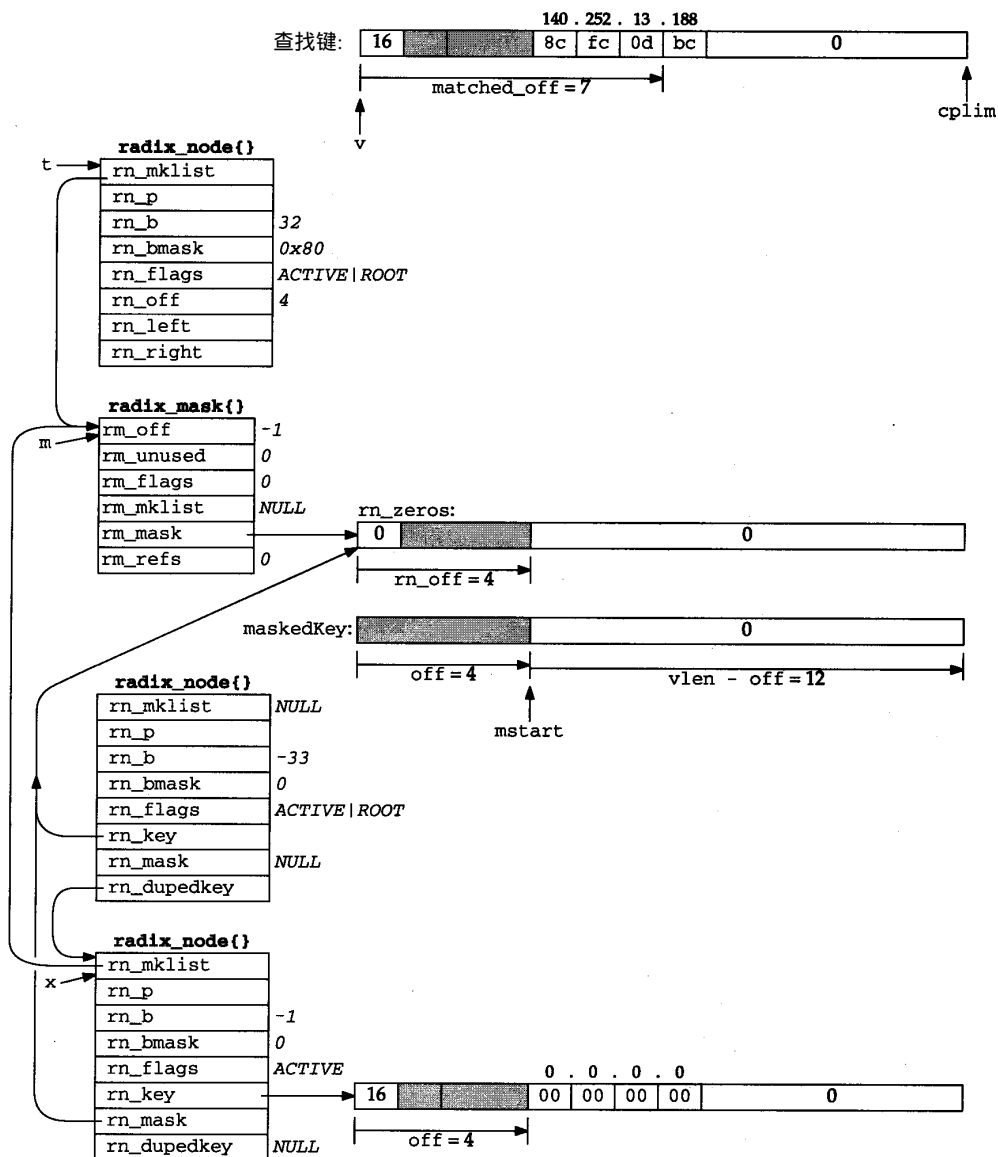 140 . 252 . 13 . 188
查找键: 16 8c fc 0d bc 0
matched_off = 7
v
cplim
radix_node{}
t
rn_mklist
rn_p
rn_b 32
rn_bmask 0x80
rn_flags ACTIVE|ROOT
rn_off 4
rn_left
rn_right
radix_mask{}
rm_off -1
m
rm_unused 0
rm_flags 0
rm_mklist NULL
rm_mask
rm_refs 0
rn_zeros:
0 0
rn_off = 4
maskedKey: 0
off = 4
vlen - off = 12
mstart
radix_node{}
rn_mklist NULL
rn_p
rn_b -33
rn_bmask 0
rn_flags ACTIVE|ROOT
rn_key
rn_mask NULL
rn_dupedkey
radix_node{}
rn_mklist
x
rn_p
rn_b -1
rn_bmask 0
rn_flags ACTIVE
rn_key
rn_mask
rn_dupedkey NULL
0 . 0 . 0 . 0
16 00 00 00 00 0
off = 4